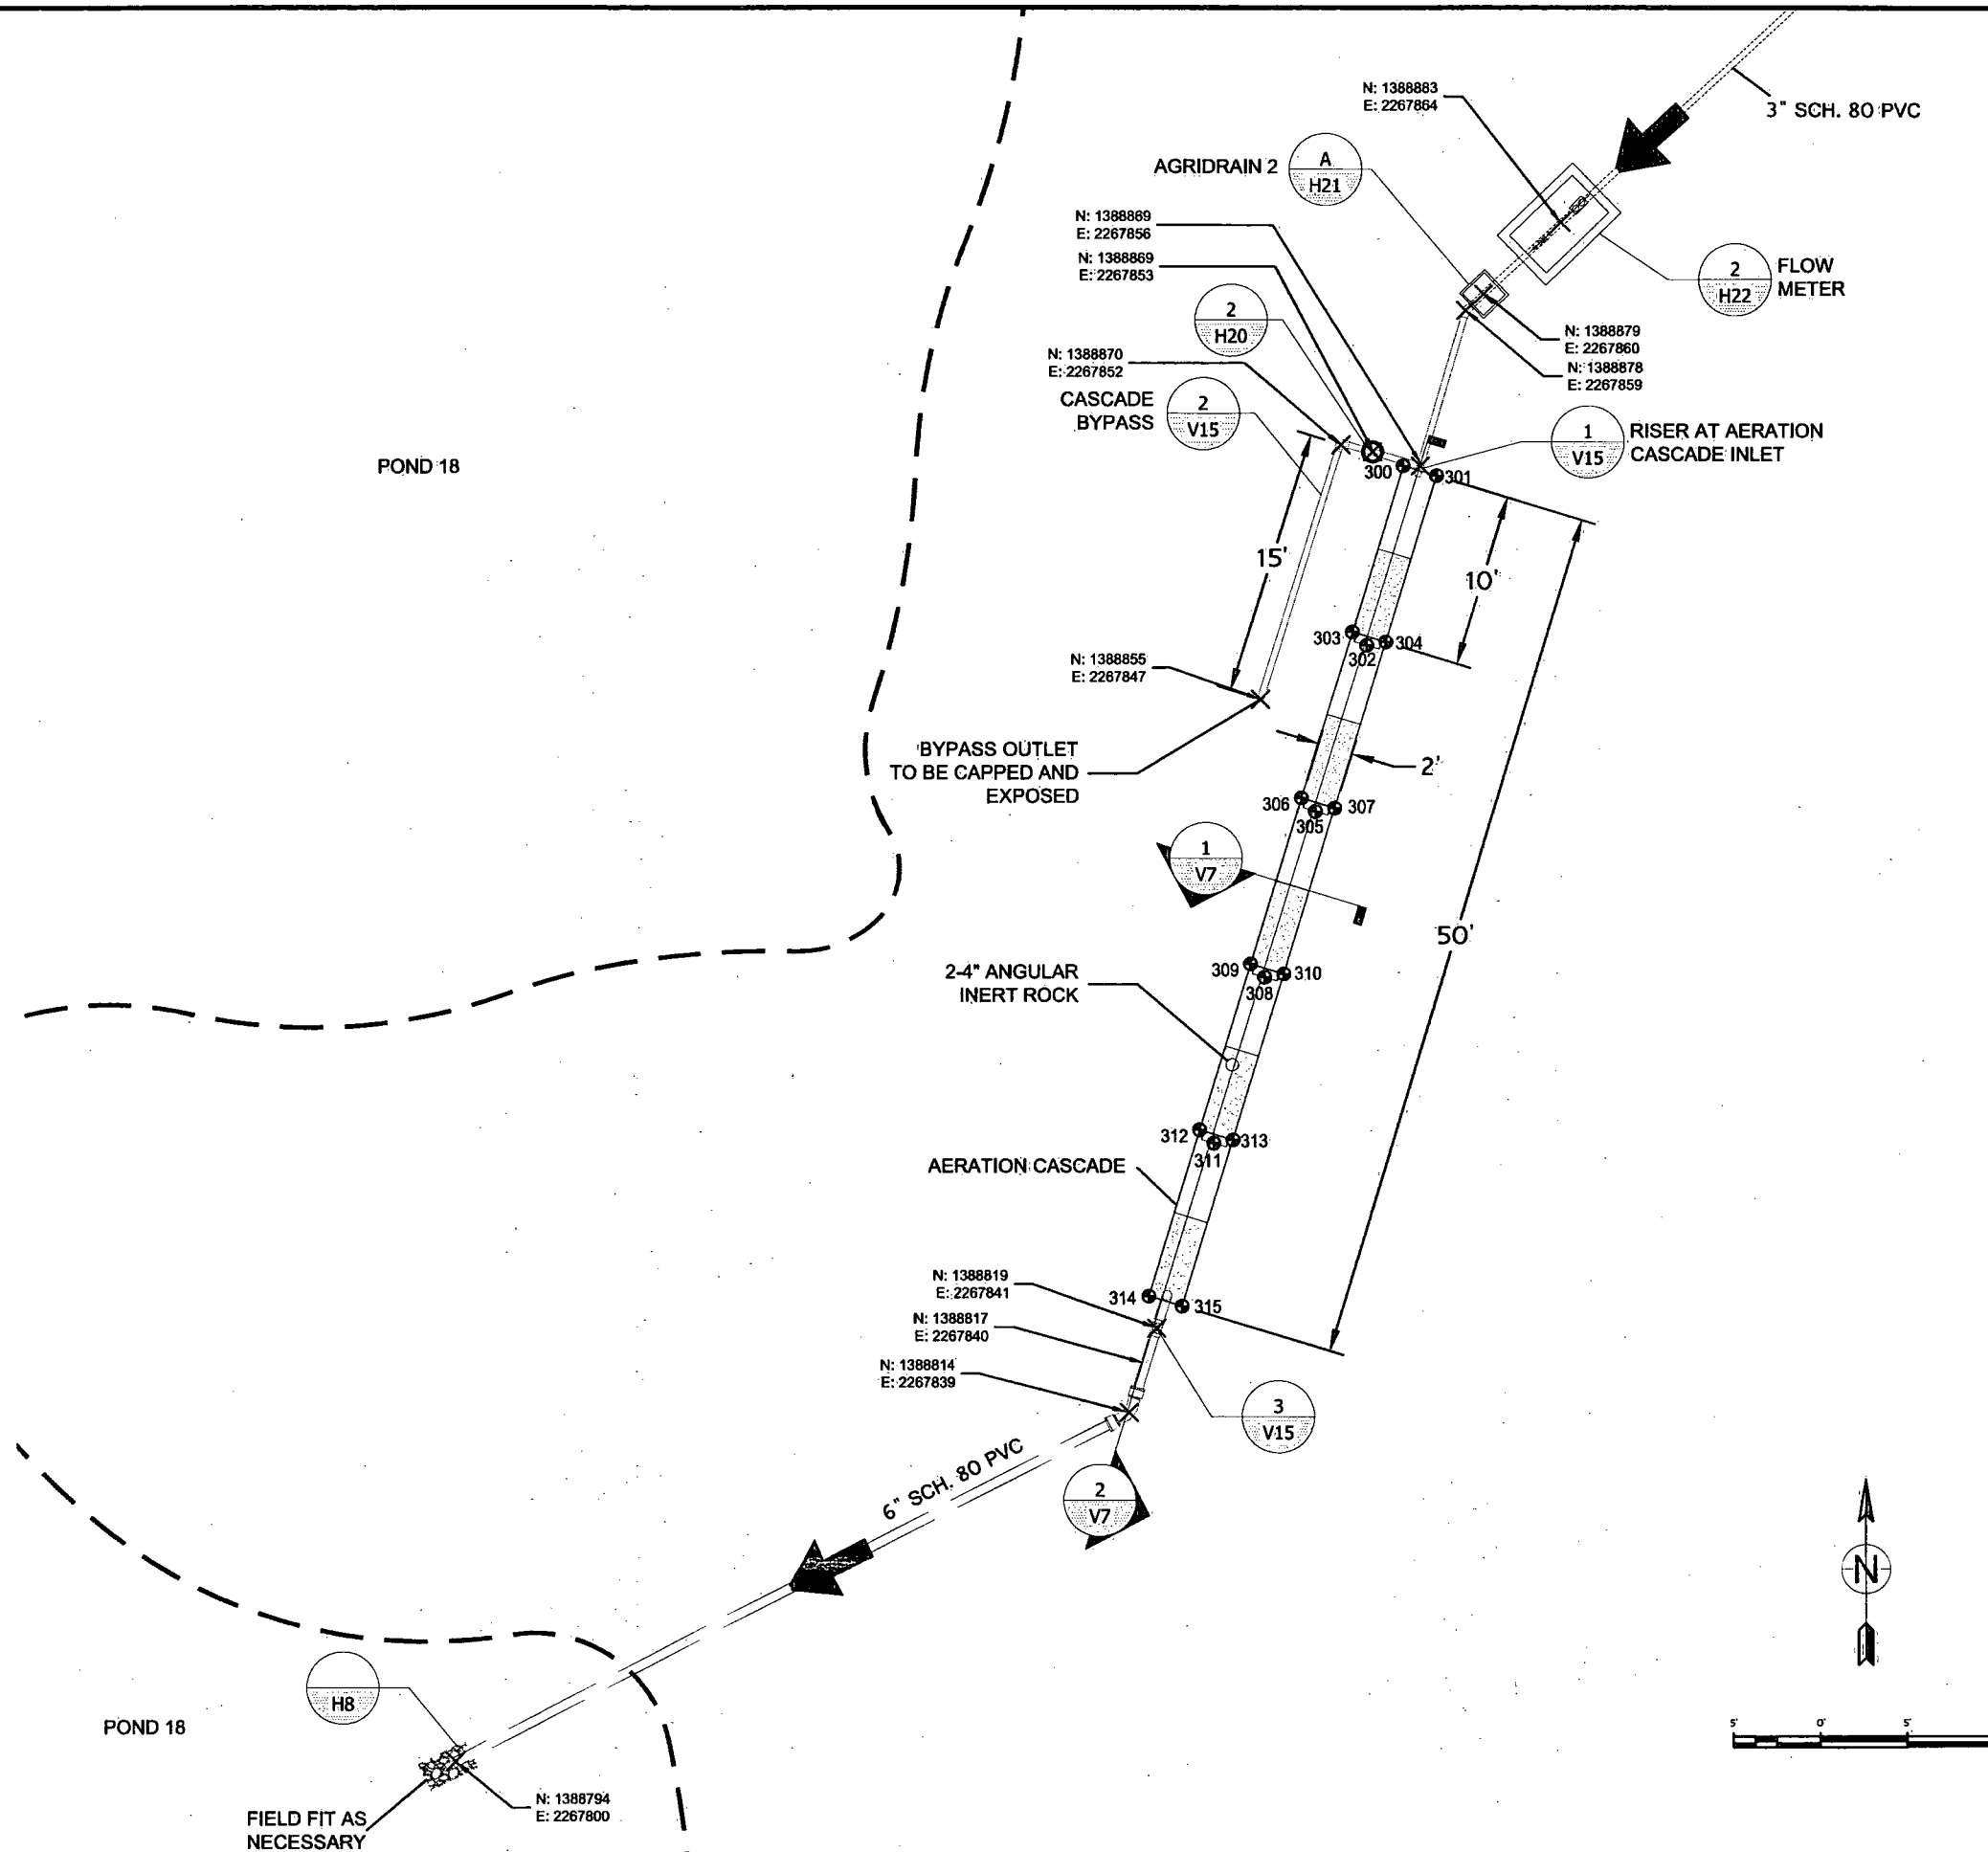 N: 1388883
E: 2267864
3" SCH. 80 PVC
AGRIDRAIN 2
A
H21
N: 1388869
E: 2267856
N: 1388869
E: 2267853
2
H22
FLOW
METER
2
H20
N: 1388879
E: 2267860
N: 1388878
E: 2267859
N: 1388870
E: 2267852
CASCADE
BYPASS
2
V15
1
V15
RISER AT AERATION
CASCADE INLET
POND 18
300
301
15'
10'
303
304
302
N: 1388855
E: 2267847
BYPASS OUTLET
TO BE CAPPED AND
EXPOSED
2'
306
307
305
1
V7
50'
2-4" ANGULAR
INERT ROCK
309
310
308
312
313
311
AERATION CASCADE
N: 1388819
E: 2267841
314
315
N: 1388817
E: 2267840
N: 1388814
E: 2267839
3
V15
6" SCH. 80 PVC
2
V7
N
H8
POND 18
5'
0'
5'
N: 1388794
E: 2267800
FIELD FIT AS
NECESSARY